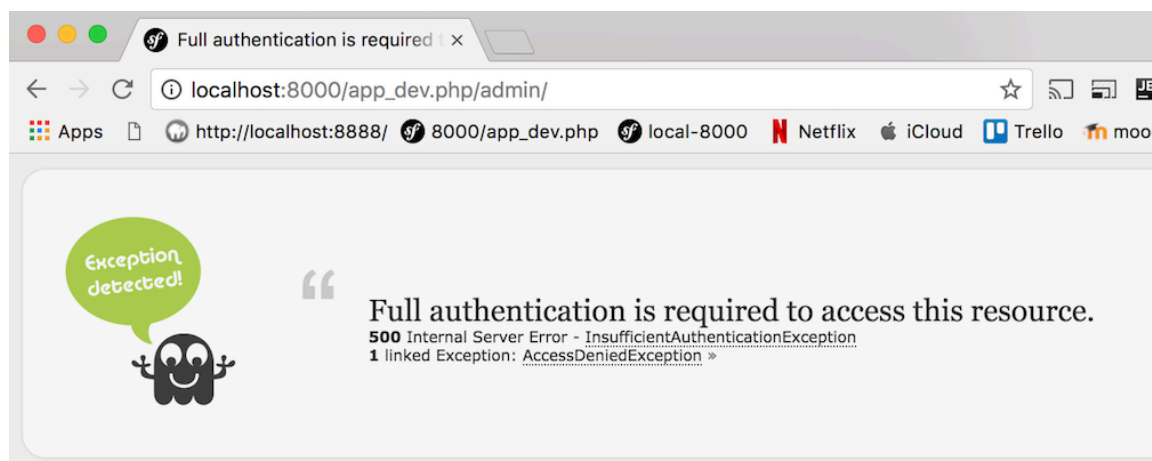 Full authentication is required t
localhost:8000/app_dev.php/admin/
Apps http://localhost:8888/ 8000/app_dev.php local-8000 Netflix iCloud Trello moo
Exception
detected!
“
Full authentication is required to access this resource.
500 Internal Server Error - InsufficientAuthenticationException
1 linked Exception: AccessDeniedException »